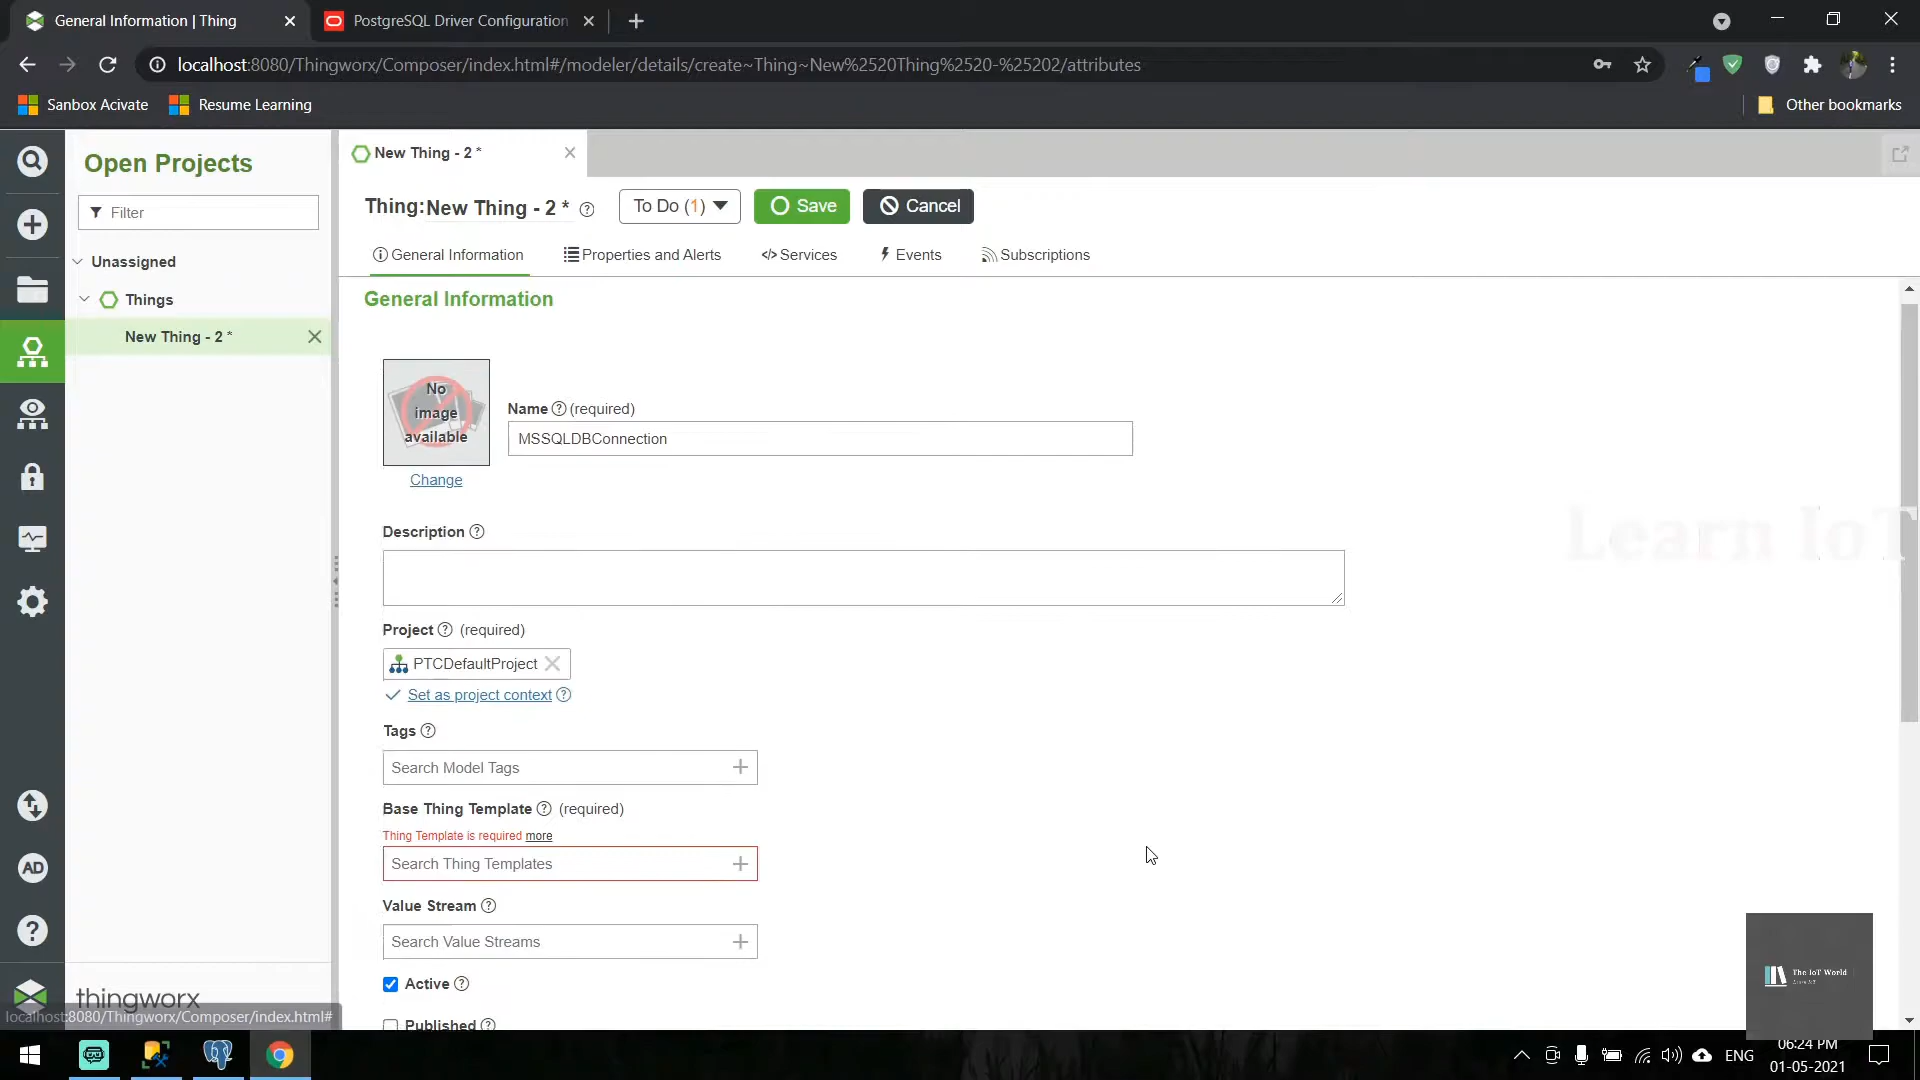 General Information | Thing
PostgreSQL Driver Configuration
localhost:8080/Thingworx/Composer/index.html#/modeler/details/create~Thing~New%2520Thing%2520-%25202/attributes
Sanbox Acivate
Resume Learning
Other bookmarks
Open Projects
Filter
Unassigned
Things
New Thing - 2 *
New Thing - 2 *
Thing: New Thing - 2 *
To Do (1)
Save
Cancel
General Information
Properties and Alerts
Services
Events
Subscriptions
General Information
No
image
available
Change
Name (required)
MSSQLDBConnection
Description
Project (required)
PTCDefaultProject
Set as project context
Tags
Search Model Tags
Base Thing Template (required)
Thing Template is required more
Search Thing Templates
Value Stream
Search Value Streams
Active
Published
Learn IoT
AD
thingworx
localhost:8080/Thingworx/Composer/index.html#
The IoT World
Learn IoT
ENG
06:24 PM
01-05-2021